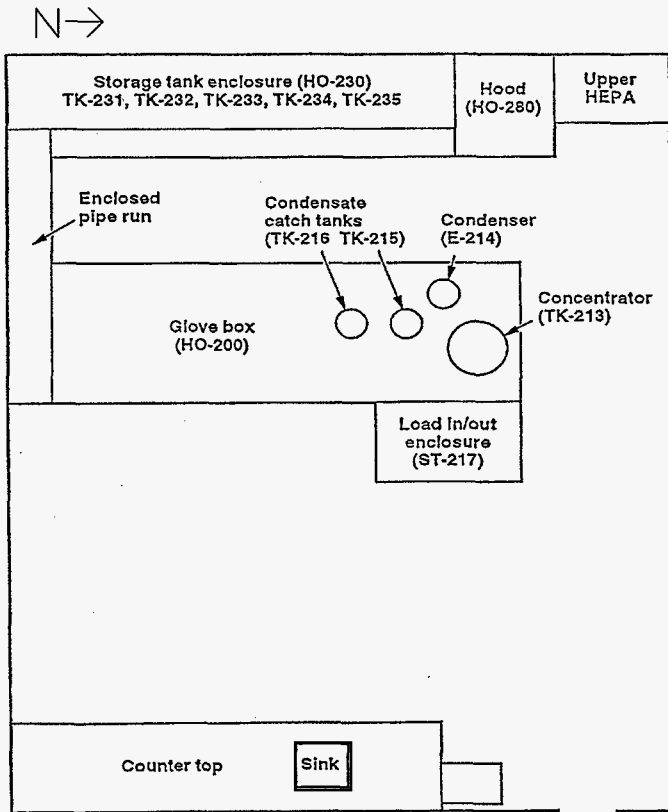 N→
Storage tank enclosure (HO-230)
TK-231, TK-232, TK-233, TK-234, TK-235
Hood
(HO-280)
Upper
HEPA
Enclosed
pipe run
Condensate
catch tanks
(TK-216 TK-215)
Condenser
(E-214)
Concentrator
(TK-213)
Glove box
(HO-200)
Load in/out
enclosure
(ST-217)
Counter top
Sink